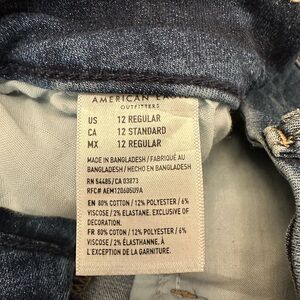 AMERICAN EA
OUTFITTERS
US 12 REGULAR
CA 12 STANDARD
MX 12 REGULAR
MADE IN BANGLADESH / FABRIQUÉ AU
BANGLADESH / HECHO EN BANGLADESH
RN 54485 / CA 03873
RFC# AEM120605U9A
EN 80% COTTON / 12% POLYESTER / 6%
VISCOSE / 2% ELASTANE. EXCLUSIVE OF
DECORATION.
FR 80% COTON / 12% POLYESTER / 6%
VISCOSE / 2% ÉLASTHANNE. À
L'EXCEPTION DE LA GARNITURE.